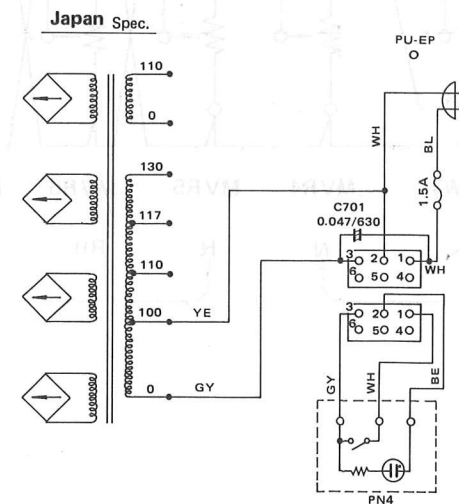 Japan Spec.
PU-EP
110
0
WH
BL
1.5A
130
117
C701
0.047/630
110
3 2 1
WH
6 5 4
100
YE
3 2 1
6 5 4
0
GY
GY
WH
BE
PN4